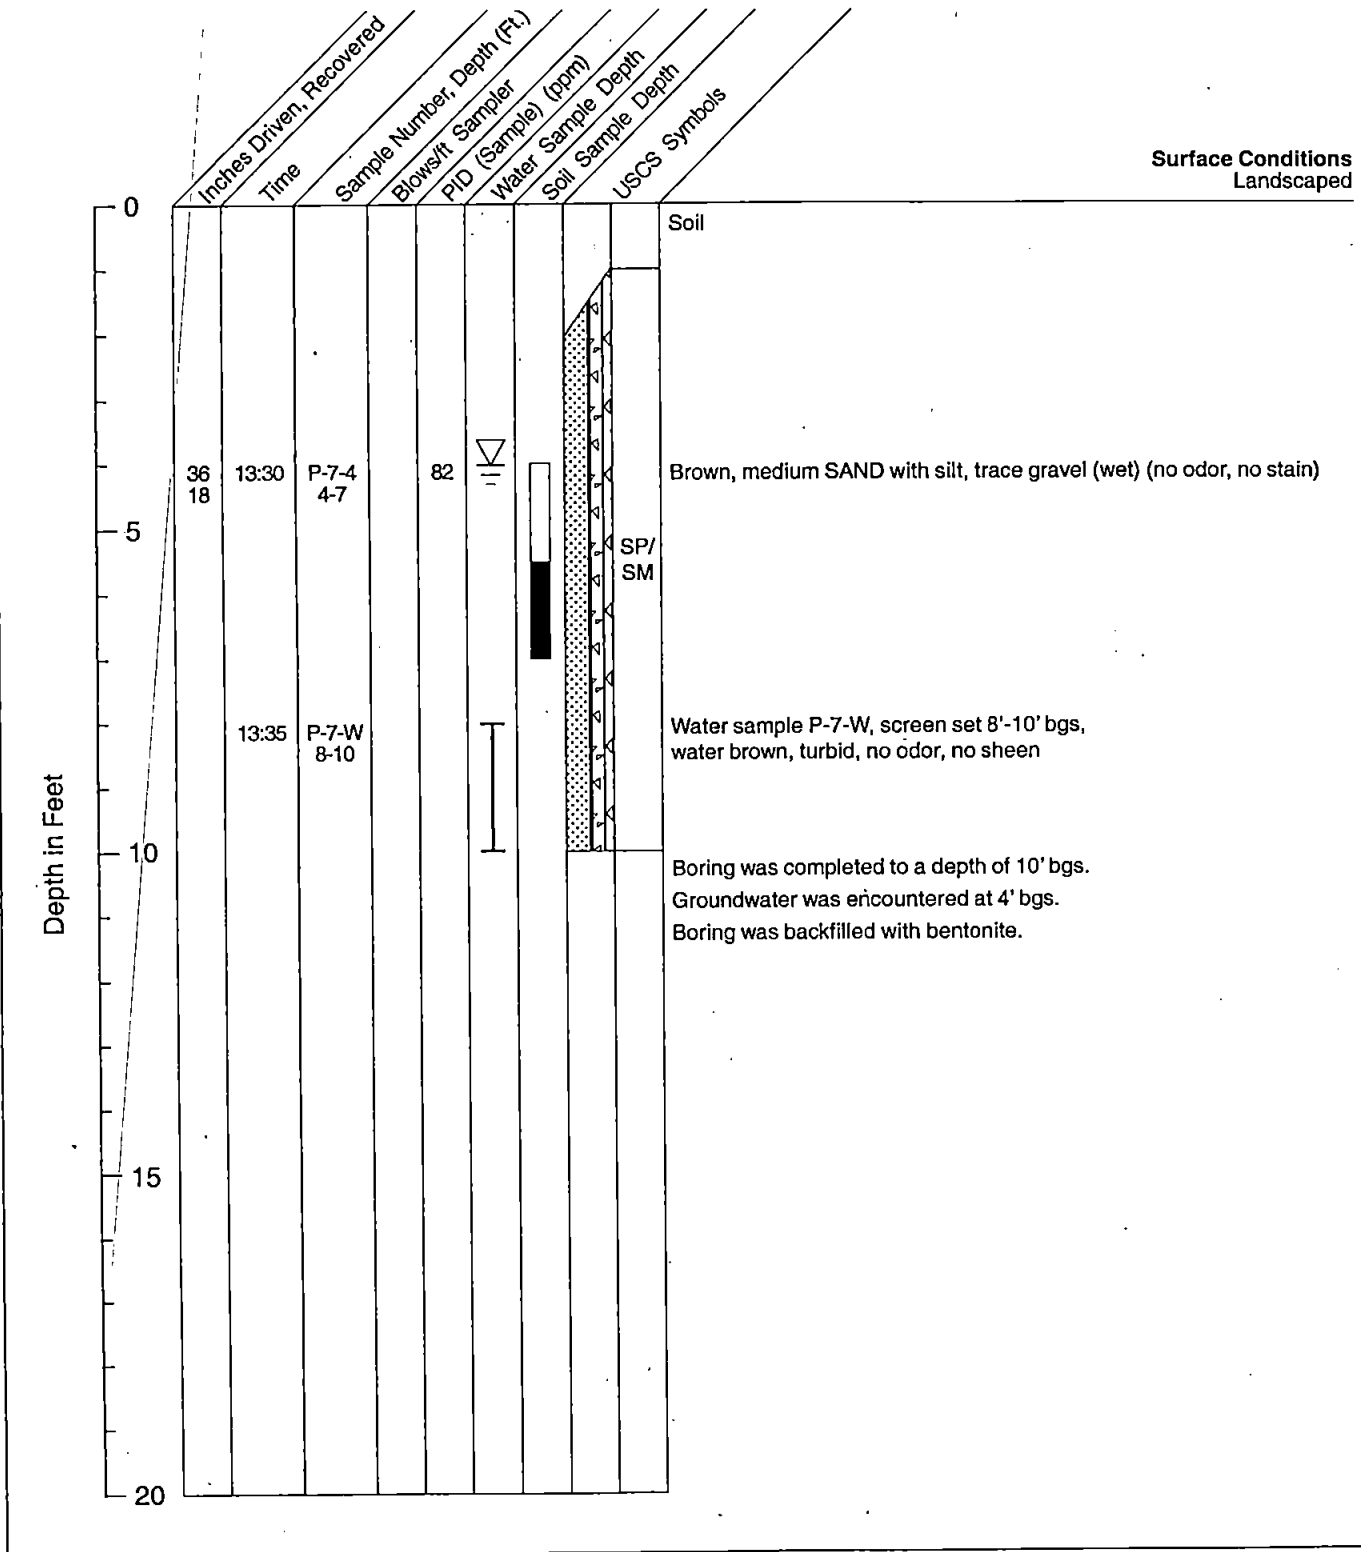 Inches Driven, Recovered
Time
Sample Number, Depth (Ft.)
Blows/ft Sampler
PID (Sample) (ppm)
Water Sample Depth
Soil Sample Depth
USCS Symbols
Surface Conditions
Landscaped
0
Soil
36
18
13:30
P-7-4
4-7
82
Brown, medium SAND with silt, trace gravel (wet) (no odor, no stain)
5
SP/
SM
13:35
P-7-W
8-10
Water sample P-7-W, screen set 8'-10' bgs,
water brown, turbid, no odor, no sheen
Depth in Feet
10
Boring was completed to a depth of 10' bgs.
Groundwater was encountered at 4' bgs.
Boring was backfilled with bentonite.
15
20